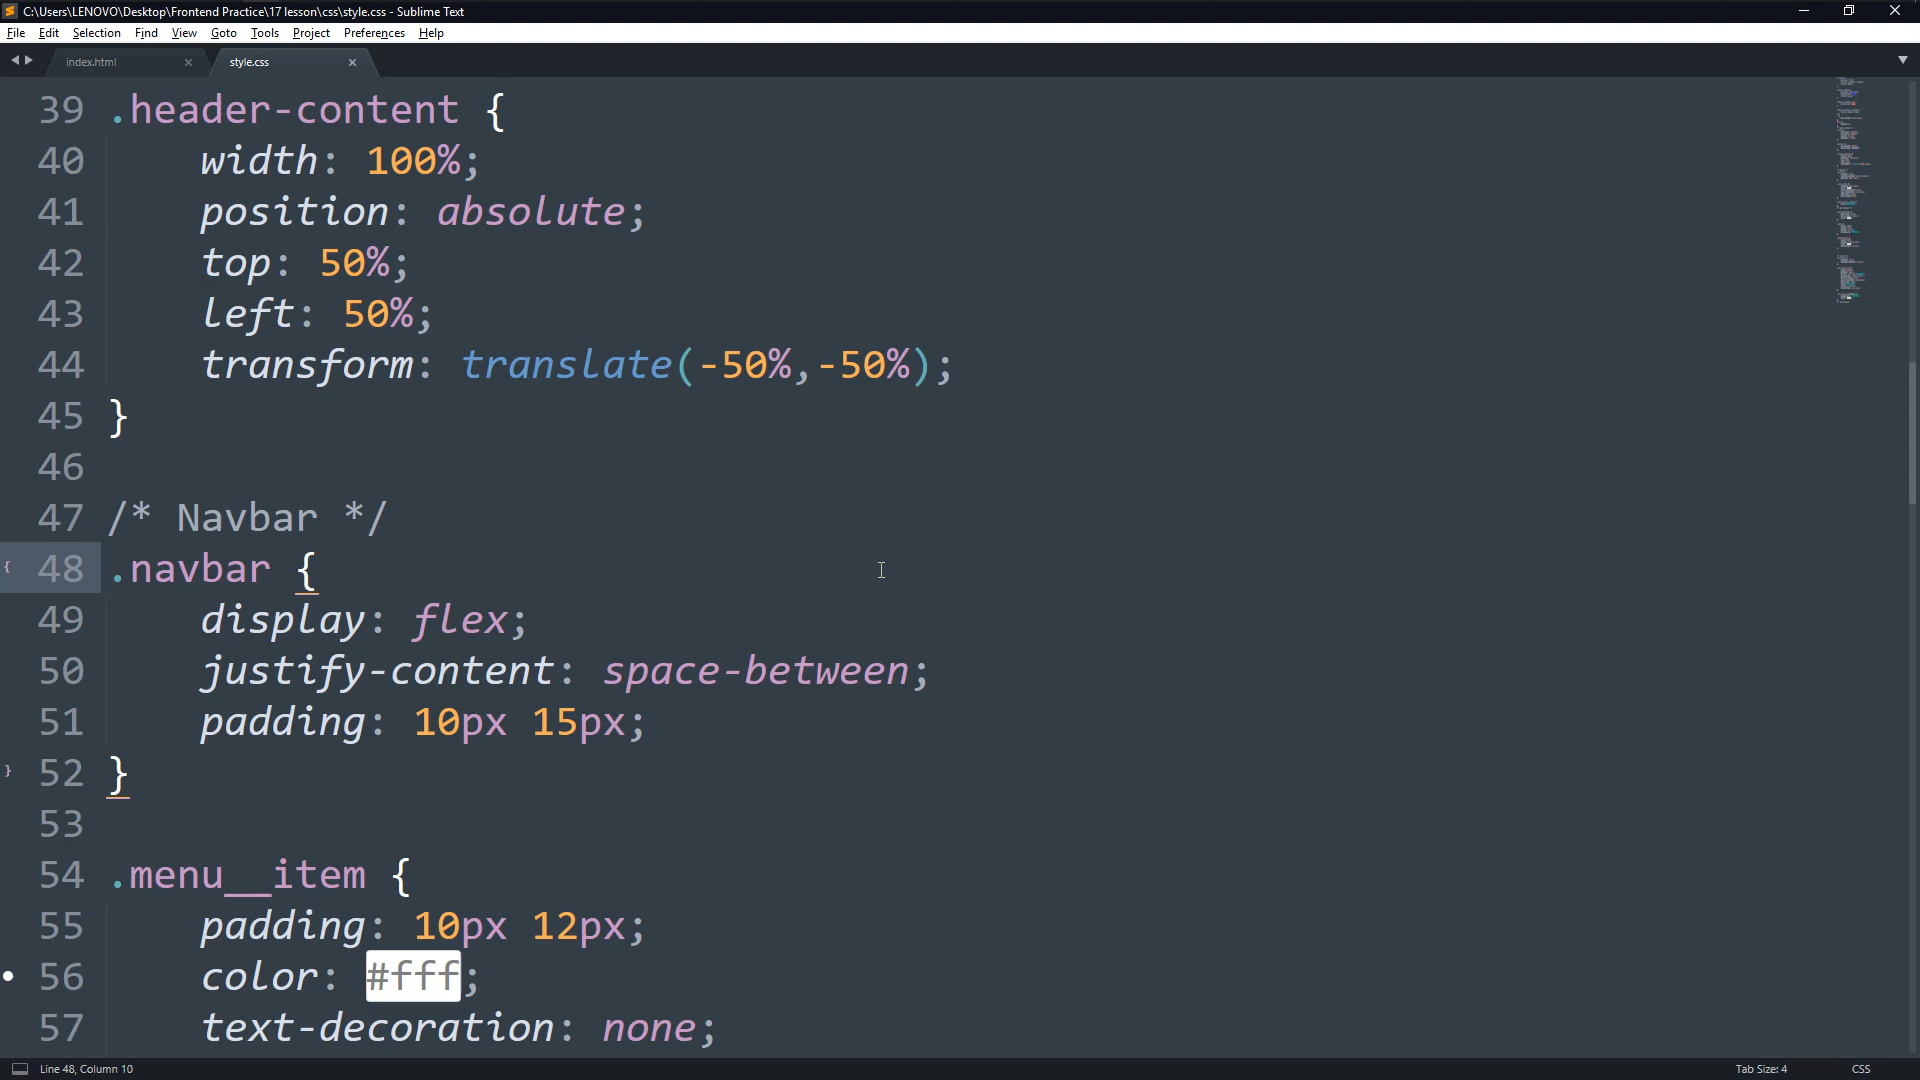 C:\Users\LENOVO\Desktop\Frontend Practice\17 lesson\css\style.css - Sublime Text
File Edit Selection Find View Goto Tools Project Preferences Help
index.html style.css
39 .header-content {
40 width: 100%;
41 position: absolute;
42 top: 50%;
43 left: 50%;
44 transform: translate(-50%,-50%);
45 }
46
47 /* Navbar */
48 .navbar {
49 display: flex;
50 justify-content: space-between;
51 padding: 10px 15px;
52 }
53
54 .menu__item {
55 padding: 10px 12px;
56 color: #fff;
57 text-decoration: none;
Line 48, Column 10 Tab Size: 4 CSS